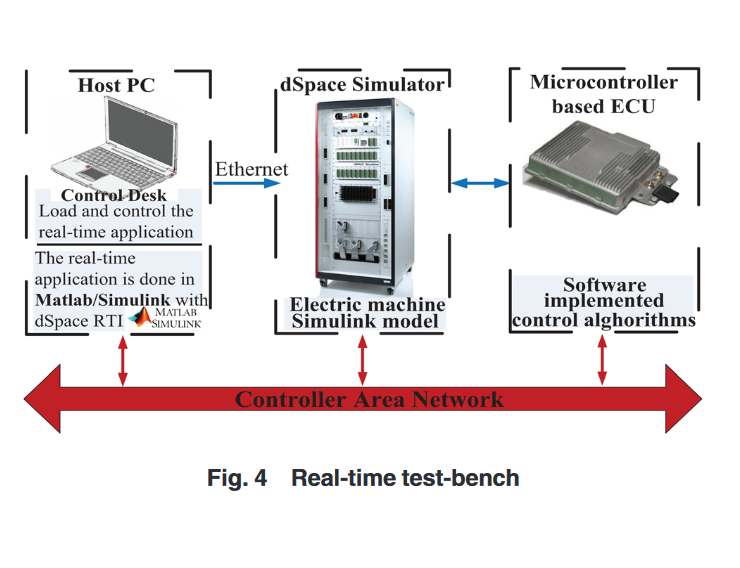 Host PC
Control Desk
Load and control the
real-time application
The real-time
application is done in
Matlab/Simulink with
dSpace RTI
MATLAB
SIMULINK
Ethernet
dSpace Simulator
Electric machine
Simulink model
Microcontroller
based ECU
Software
implemented
control alghorithms
Controller Area Network
Fig. 4 Real-time test-bench